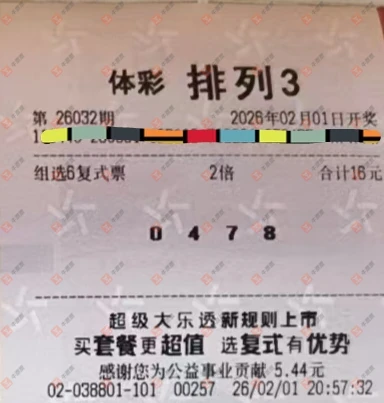 体彩 排列3
第 26032期 2026年02月01日开奖
组选6复式票 2倍 合计16元
0 4 7 8
超级大乐透新规则上市
买套餐更超值 选复式有优势
感谢您为公益事业贡献 5.44元
02-038801-101 00257 26/02/01 20:57:32